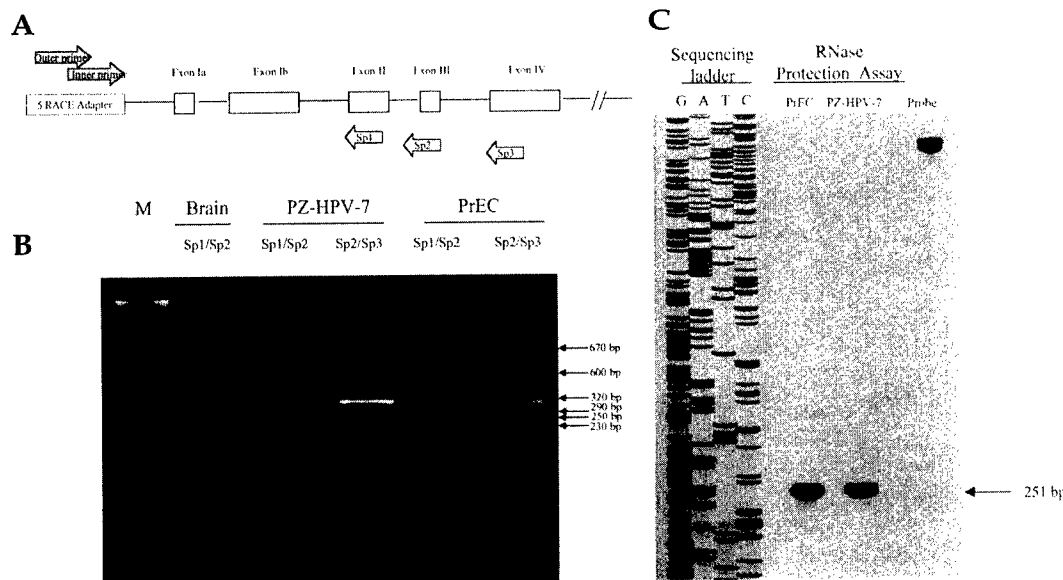 A
Outer primer
Inner primer
Exon Ia
Exon Ib
Exon II
Exon III
Exon IV
5 RACE Adapter
Sp1
Sp2
Sp3
M
Brain
PZ-HPV-7
PrEC
Sp1/Sp2
Sp1/Sp2
Sp2/Sp3
Sp1/Sp2
Sp2/Sp3
B
670 bp
600 bp
320 bp
290 bp
250 bp
230 bp
C
Sequencing
ladder
RNase
Protection Assay
G A T C
PrEC
PZ-HPV-7
Probe
251 bp